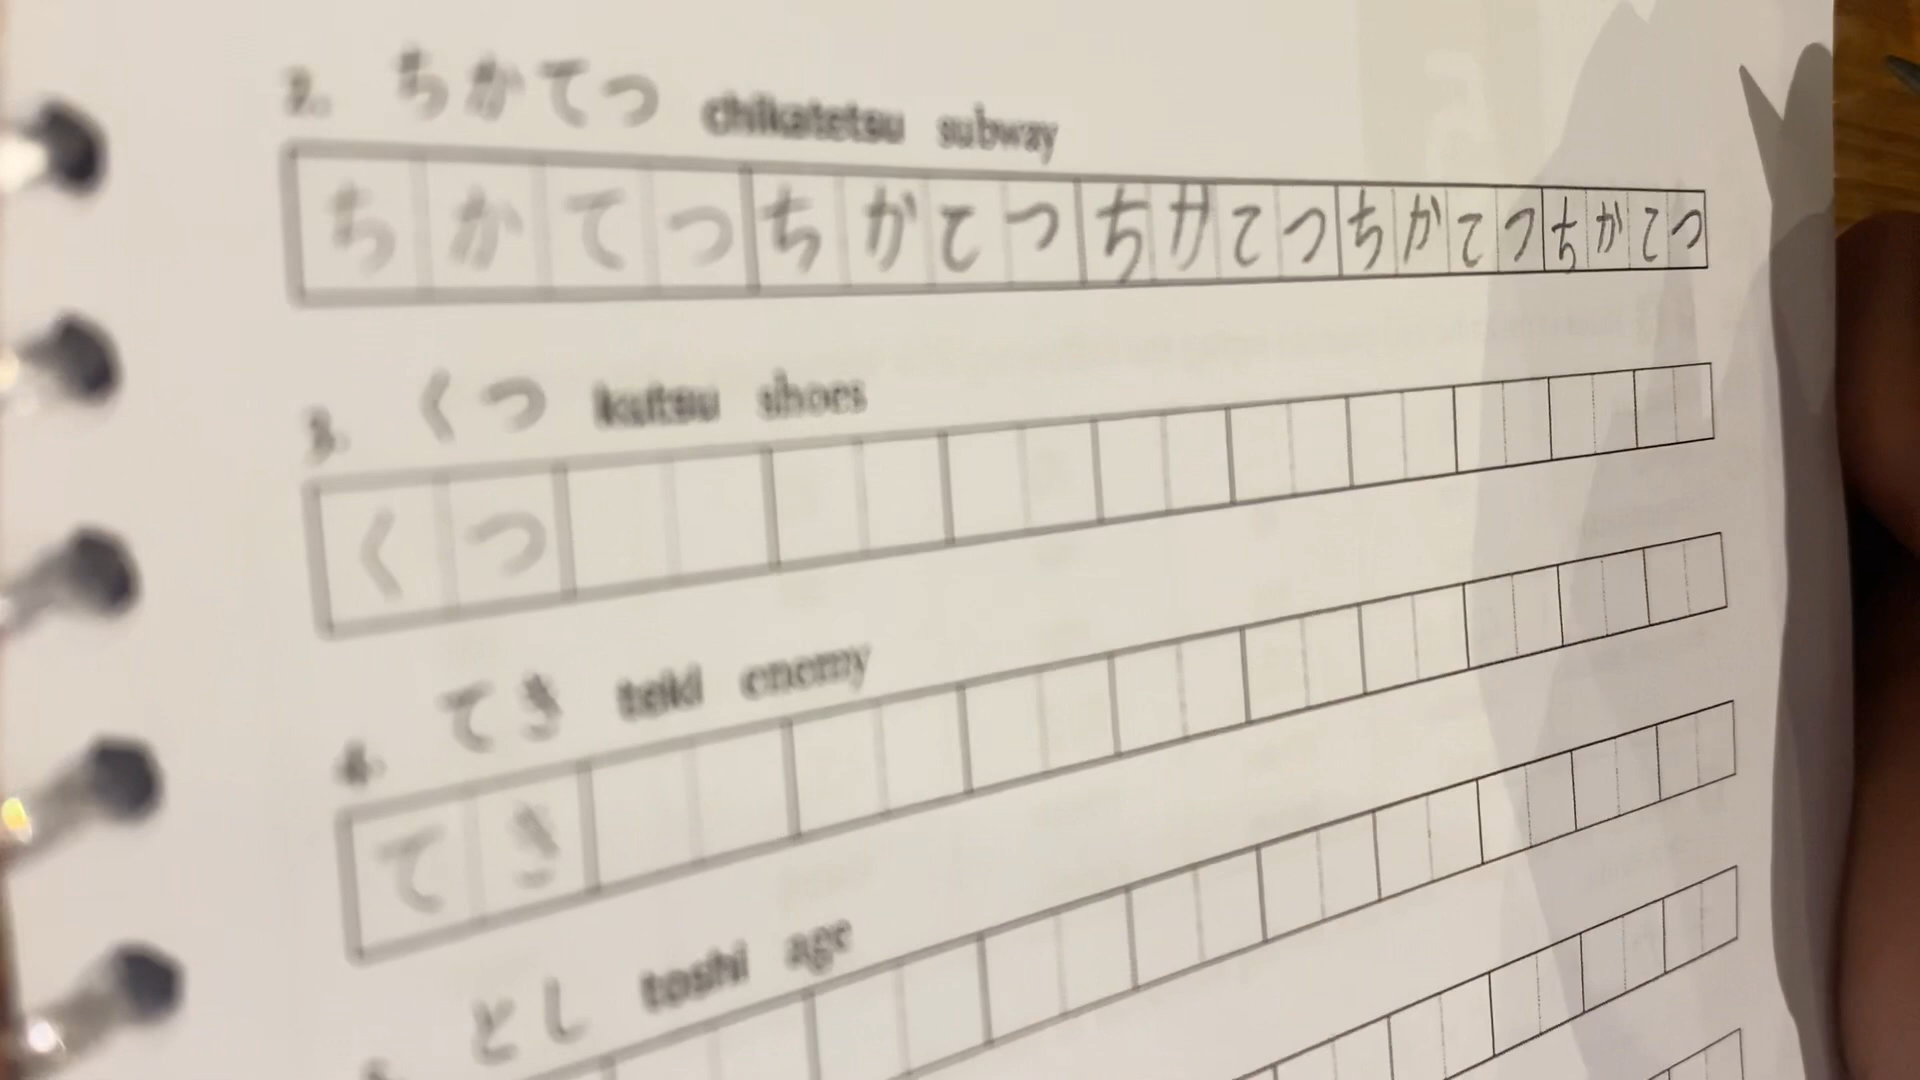 2. ちかてつ chikatetsu subway
ちかてつちかてつちかてつちかてつちかてつ
3. くつ kutsu shoes
くつ
4. てき teki enemy
てき
とし toshi age